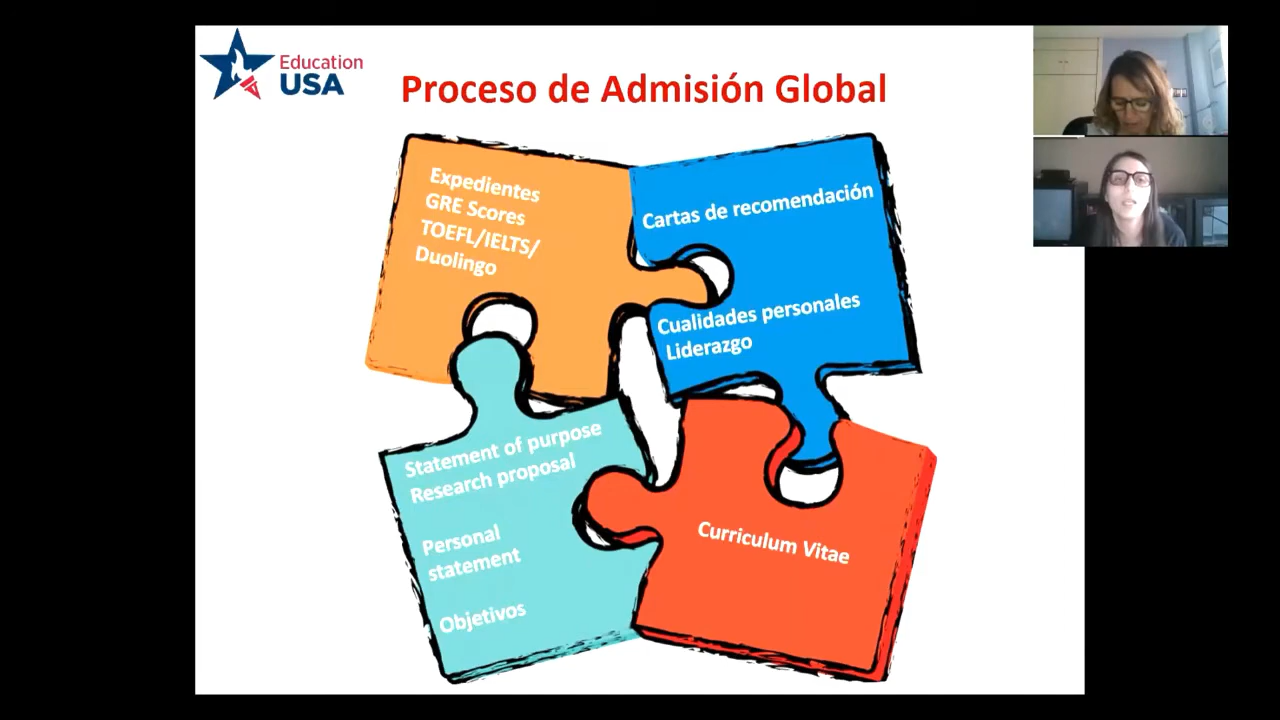 Education
USA
Proceso de Admisión Global
Expedientes
GRE Scores
TOEFL/IELTS/
Duolingo
Cartas de recomendación
Cualidades personales
Liderazgo
Statement of purpose
Research proposal
Personal
statement
Objetivos
Curriculum Vitae